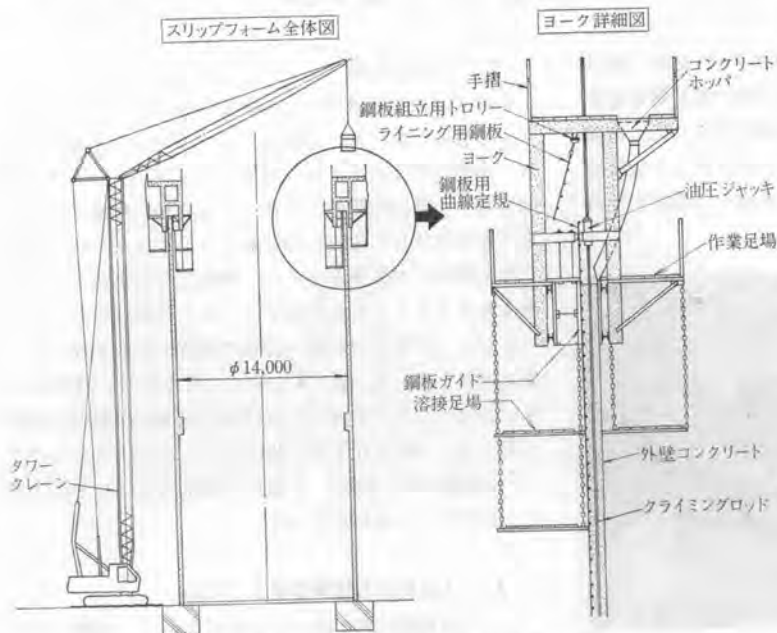 スリップフォーム全体図
φ14,000
タワー
クレーン
ヨーク詳細図
手摺
コンクリート
ホッパ
鋼板組立用トロリー
ライニング用鋼板
ヨーク
鋼板用
曲線定規
油圧ジャッキ
作業足場
鋼板ガイド
溶接足場
外壁コンクリート
クライミングロッド